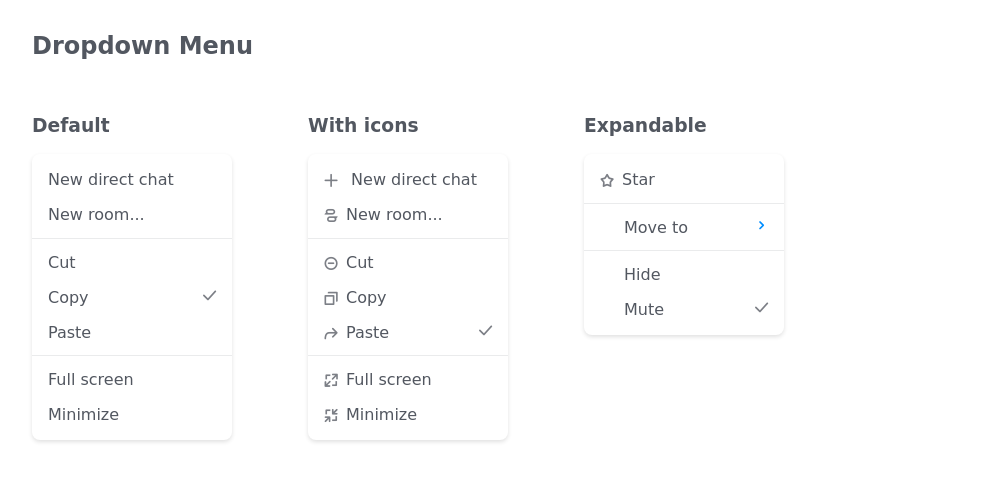 Dropdown Menu
Default
New direct chat
New room...
Cut
Copy
Paste
Full screen
Minimize
With icons
New direct chat
New room...
Cut
Copy
Paste
Full screen
Minimize
Expandable
Star
Move to
Hide
Mute